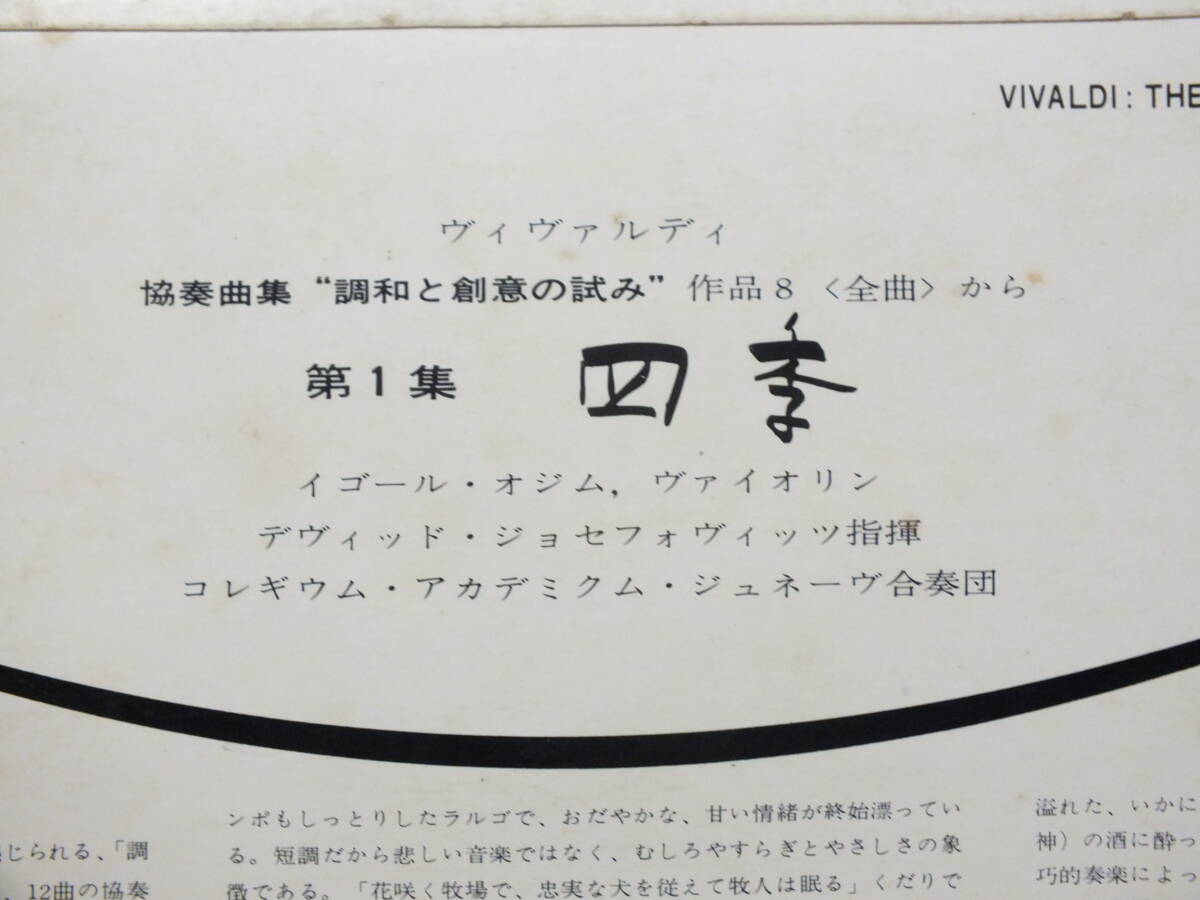 VIVALDI : THE
ヴィヴァルディ
協奏曲集 “調和と創意の試み” 作品8 〈全曲〉 から
第1集 四季
イゴール・オジム, ヴァイオリン
デヴィッド・ジョセフォヴィッツ指揮
コレギウム・アカデミクム・ジュネーヴ合奏団
じられる、「調
、12曲の協奏
ンポもしっとりしたラルゴで、おだやかな、甘い情緒が終始漂ってい
る。短調だから悲しい音楽ではなく、むしろやすらぎとやさしさの象
徴である。「花咲く牧場で、忠実な犬を従えて牧人は眠る」くだりで
溢れた、いかに
神）の酒に酔っ
巧的奏楽によっ